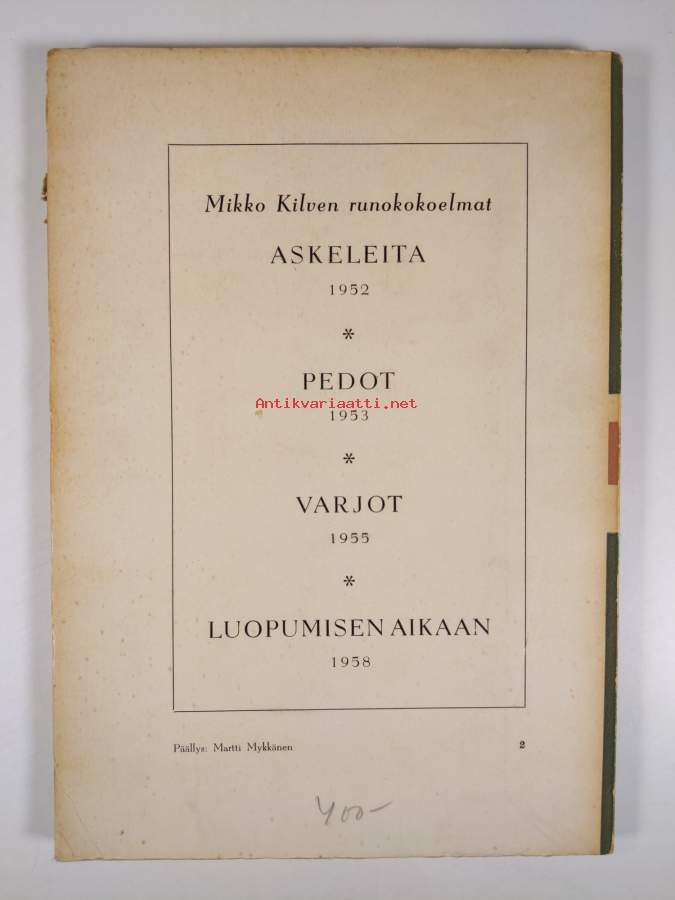 Mikko Kilven runokokoelmat
ASKELEITA
1952
*
PEDOT
Antikvariaatti.net
1953
*
VARJOT
1955
*
LUOPUMISEN AIKAAN
1958
Päällys: Martti Mykkänen 2
400-